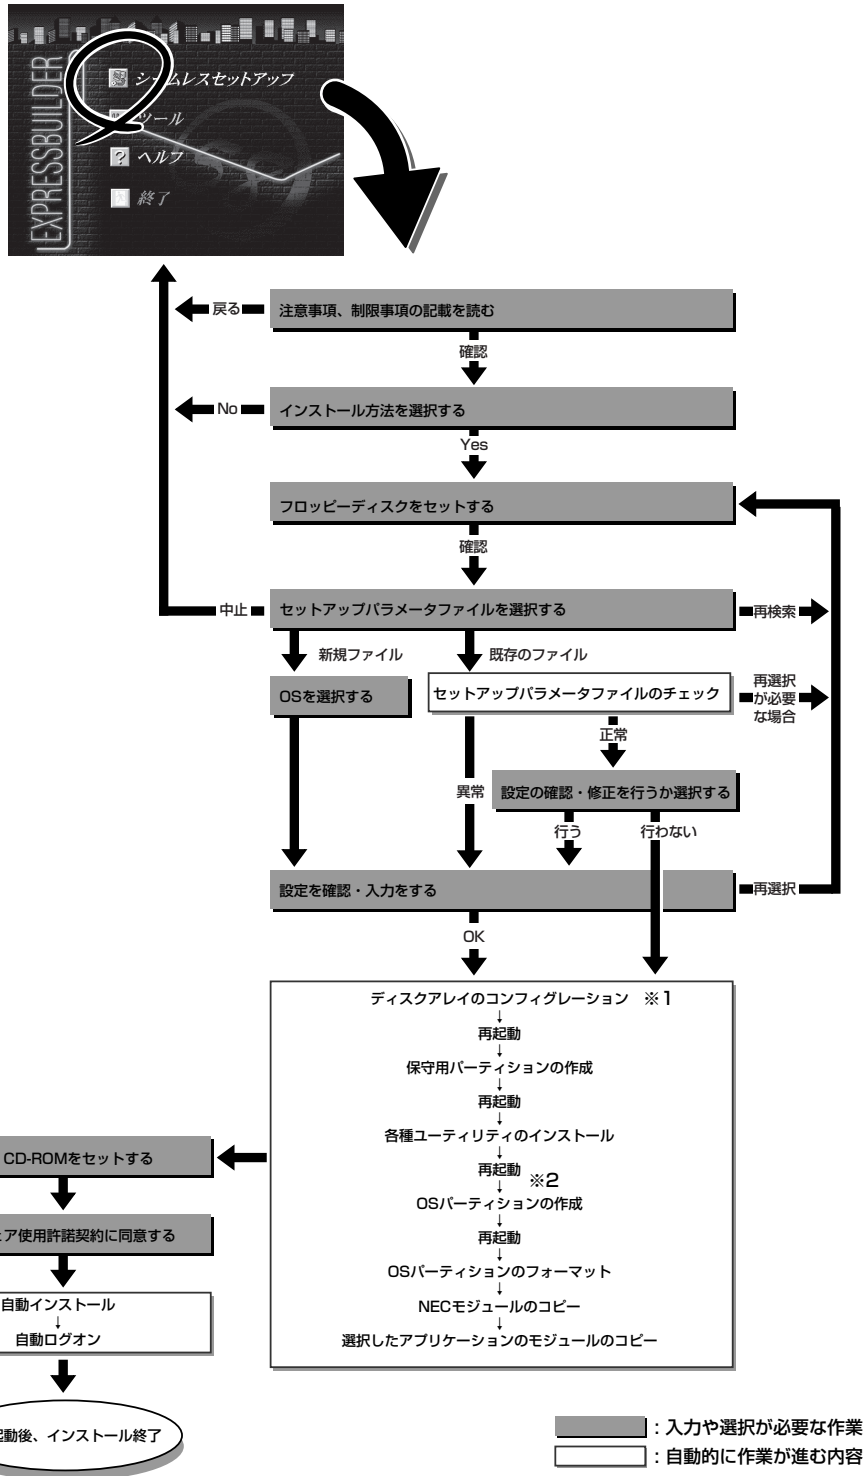 EXPRESSBUILDER
シームレスセットアップ
ツール
ヘルプ
終了
戻る
注意事項、制限事項の記載を読む
確認
No
インストール方法を選択する
Yes
フロッピーディスクをセットする
確認
中止
セットアップパラメータファイルを選択する
再検索
新規ファイル
既存のファイル
OSを選択する
セットアップパラメータファイルのチェック
再選択
が必要
な場合
正常
異常
設定の確認・修正を行うか選択する
行う
行わない
設定を確認・入力をする
再選択
OK
ディスクアレイのコンフィグレーション ※1
↓
再起動
↓
保守用パーティションの作成
↓
再起動
↓
各種ユーティリティのインストール
↓
再起動
↓ ※2
OSパーティションの作成
↓
再起動
↓
OSパーティションのフォーマット
↓
NECモジュールのコピー
↓
選択したアプリケーションのモジュールのコピー
CD-ROMをセットする
ア使用許諾契約に同意する
自動インストール
↓
自動ログオン
動後、インストール終了
：入力や選択が必要な作業
：自動的に作業が進む内容